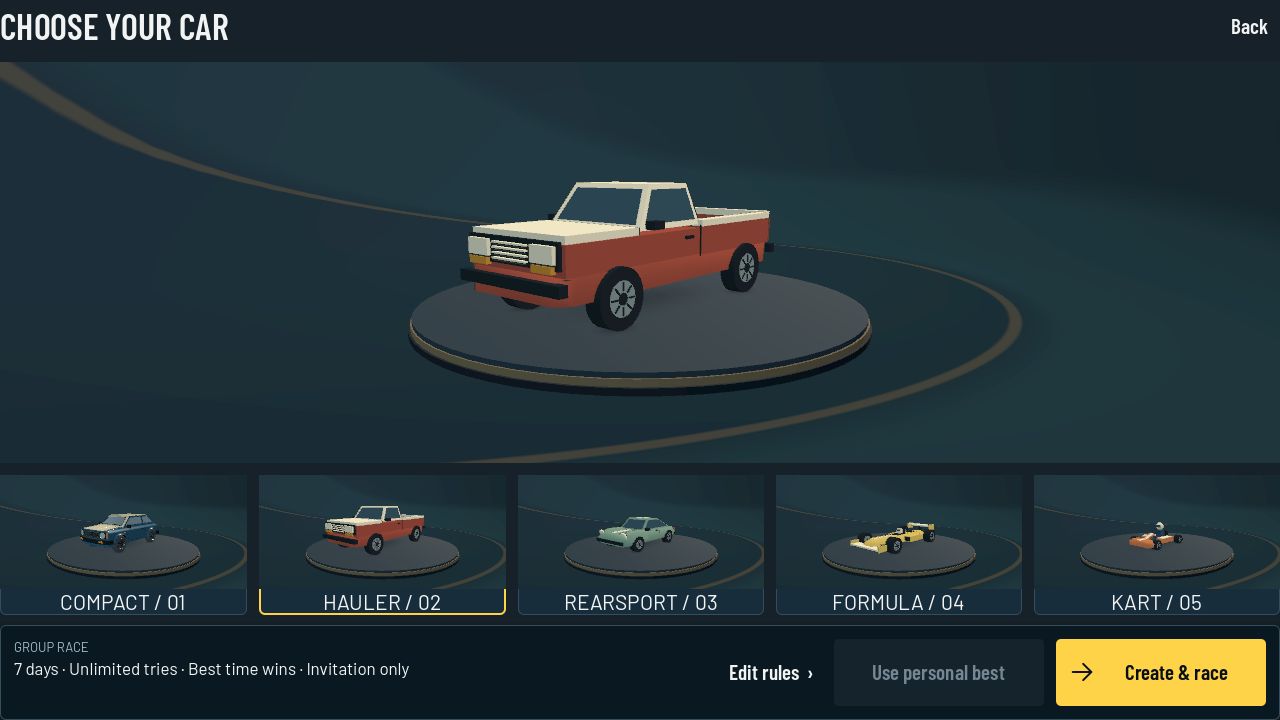 CHOOSE YOUR CAR
Back
COMPACT / 01
HAULER / 02
REARSPORT / 03
FORMULA / 04
KART / 05
GROUP RACE
7 days · Unlimited tries · Best time wins · Invitation only
Edit rules ›
Use personal best
→ Create & race